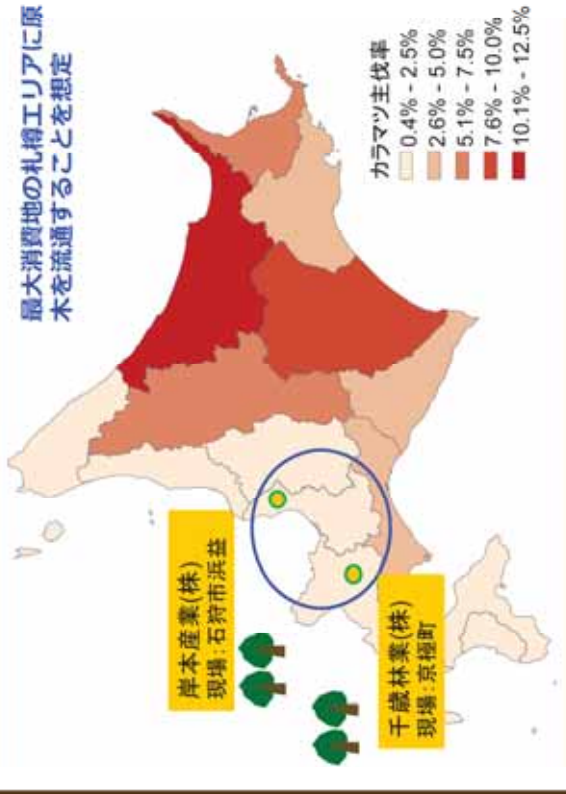 最大消費地の札樽エリアに原
木を流通することを想定
岸本産業(株)
現場:石狩市浜益
千歳林業(株)
現場:京極町
カラマツ主伐率
0.4% - 2.5%
2.6% - 5.0%
5.1% - 7.5%
7.6% - 10.0%
10.1% - 12.5%